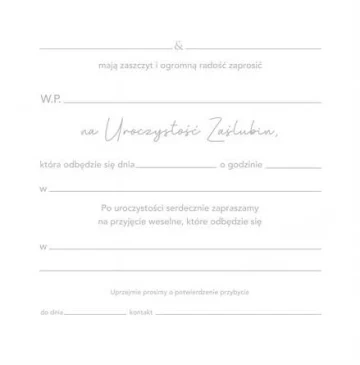 &
mają zaszczyt i ogromną radość zaprosić
W.P.
na Uroczystość Zaślubin,
która odbędzie się dnia o godzinie
w
Po uroczystości serdecznie zapraszamy
na przyjęcie weselne, które odbędzie się
w
Uprzejmie prosimy o potwierdzenie przybycia
do dnia kontakt